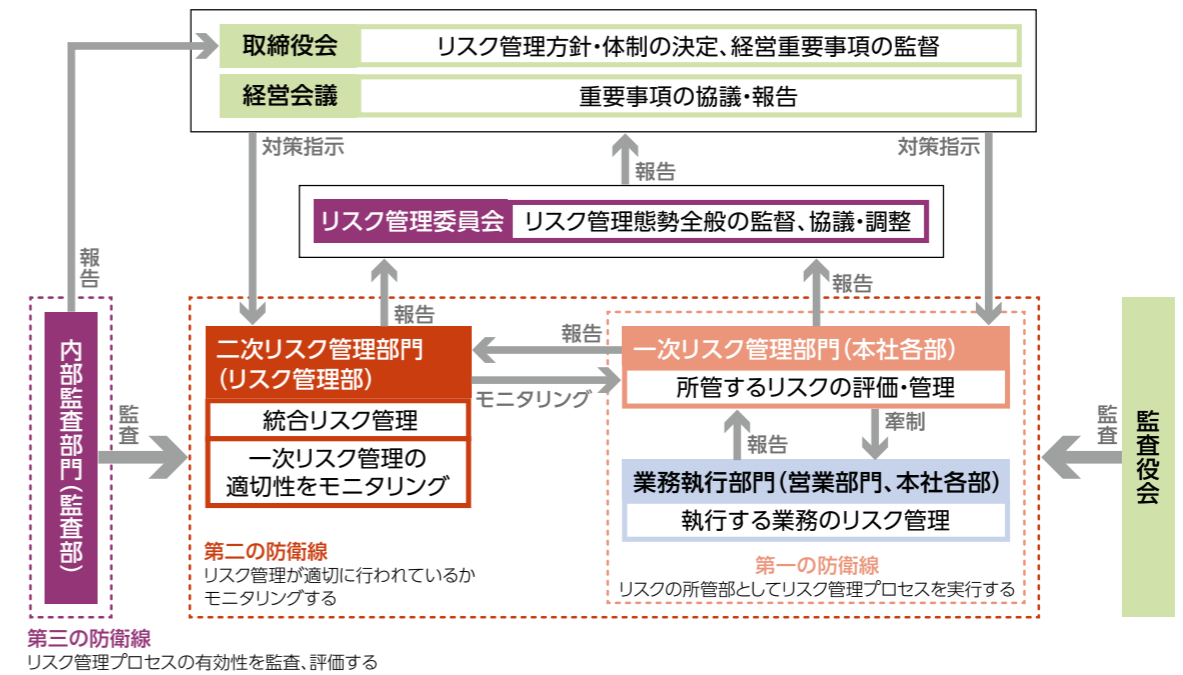 取締役会
リスク管理方針・体制の決定、経営重要事項の監督
経営会議
重要事項の協議・報告
対策指示
報告
対策指示
リスク管理委員会
リスク管理態勢全般の監督、協議・調整
報告
報告
報告
内部監査部門（監査部）
監査
二次リスク管理部門
（リスク管理部）
統合リスク管理
一次リスク管理の
適切性をモニタリング
報告
モニタリング
一次リスク管理部門（本社各部）
所管するリスクの評価・管理
報告
牽制
業務執行部門（営業部門、本社各部）
執行する業務のリスク管理
監査
監査役会
第二の防衛線
リスク管理が適切に行われているか
モニタリングする
第一の防衛線
リスクの所管部としてリスク管理プロセスを実行する
第三の防衛線
リスク管理プロセスの有効性を監査、評価する